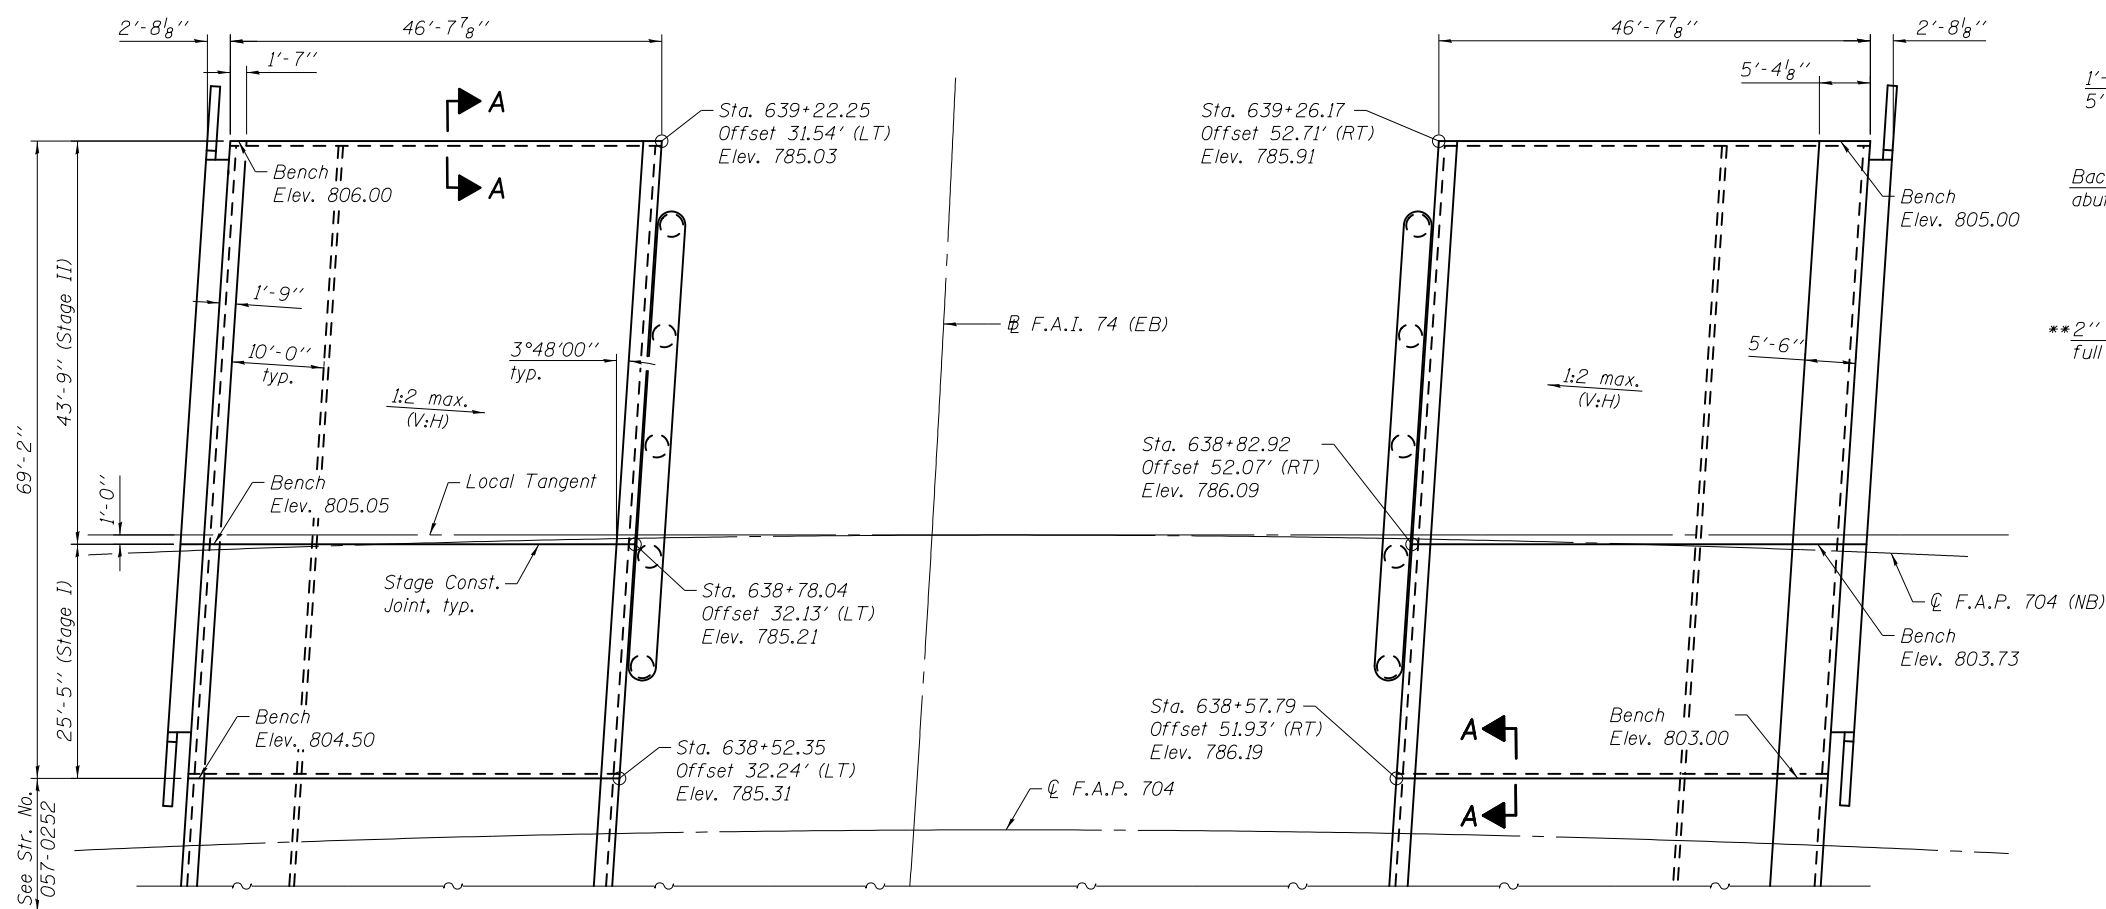 2'-8⅛''
46'-7⅞''
46'-7⅞''
2'-8⅛''
1'-7''
5'-4⅛''
1'-
5'
A
A
Sta. 639+22.25
Offset 31.54' (LT)
Elev. 785.03
Sta. 639+26.17
Offset 52.71' (RT)
Elev. 785.91
Bench
Elev. 806.00
Bench
Elev. 805.00
Bac
abut
1'-9''
10'-0''
typ.
3°48'00''
typ.
℄ F.A.I. 74 (EB)
5'-6''
**2''
full
1:2 max.
(V:H)
1:2 max.
(V:H)
43'-9'' (Stage II)
69'-2''
1'-0''
Bench
Elev. 805.05
Local Tangent
Sta. 638+82.92
Offset 52.07' (RT)
Elev. 786.09
Stage Const.
Joint, typ.
Sta. 638+78.04
Offset 32.13' (LT)
Elev. 785.21
℄ F.A.P. 704 (NB)
Bench
Elev. 803.73
25'-5'' (Stage I)
Bench
Elev. 804.50
Sta. 638+52.35
Offset 32.24' (LT)
Elev. 785.31
Sta. 638+57.79
Offset 51.93' (RT)
Elev. 786.19
A
A
Bench
Elev. 803.00
℄ F.A.P. 704
See Str. No.
057-0252